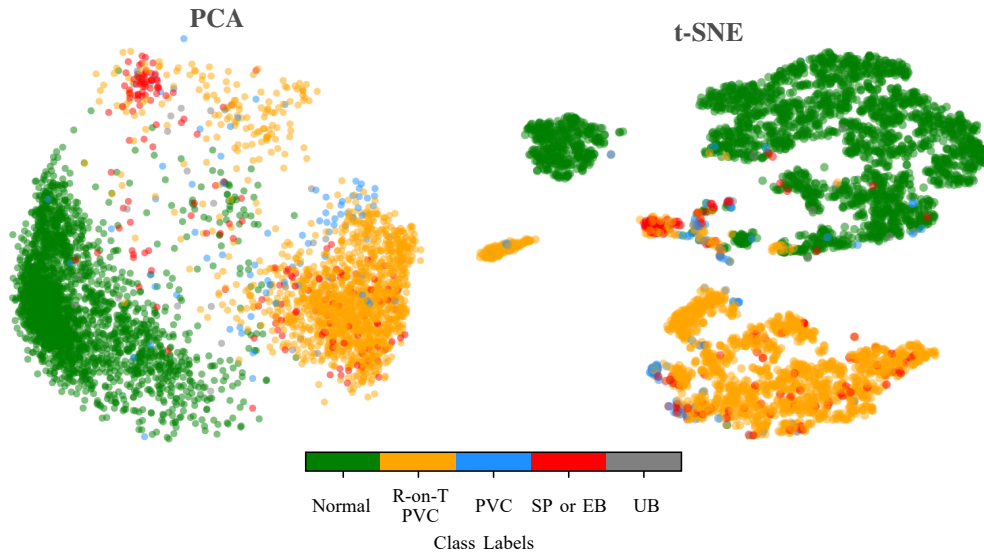 PCA
t-SNE
Normal
R-on-T
PVC
PVC
SP or EB
UB
Class Labels